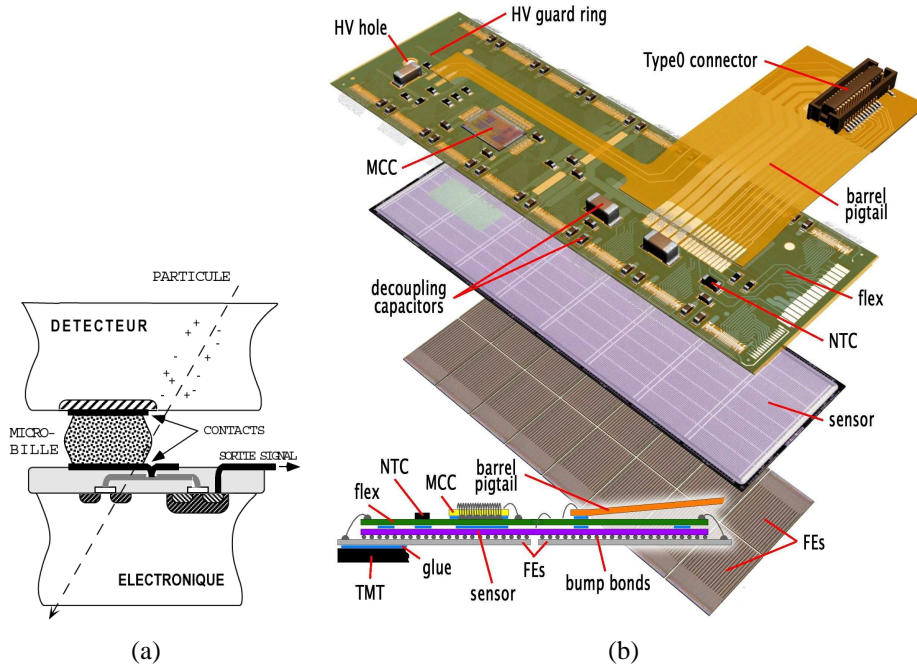 PARTICULE
DETECTEUR
MICRO-
BILLE
CONTACTS
SORTIE SIGNAL
ELECTRONIQUE
(a)
HV hole
HV guard ring
Type0 connector
MCC
barrel
pigtail
decoupling
capacitors
flex
NTC
sensor
barrel
pigtail
NTC
MCC
flex
FEs
glue
FEs
bump bonds
TMT
sensor
(b)